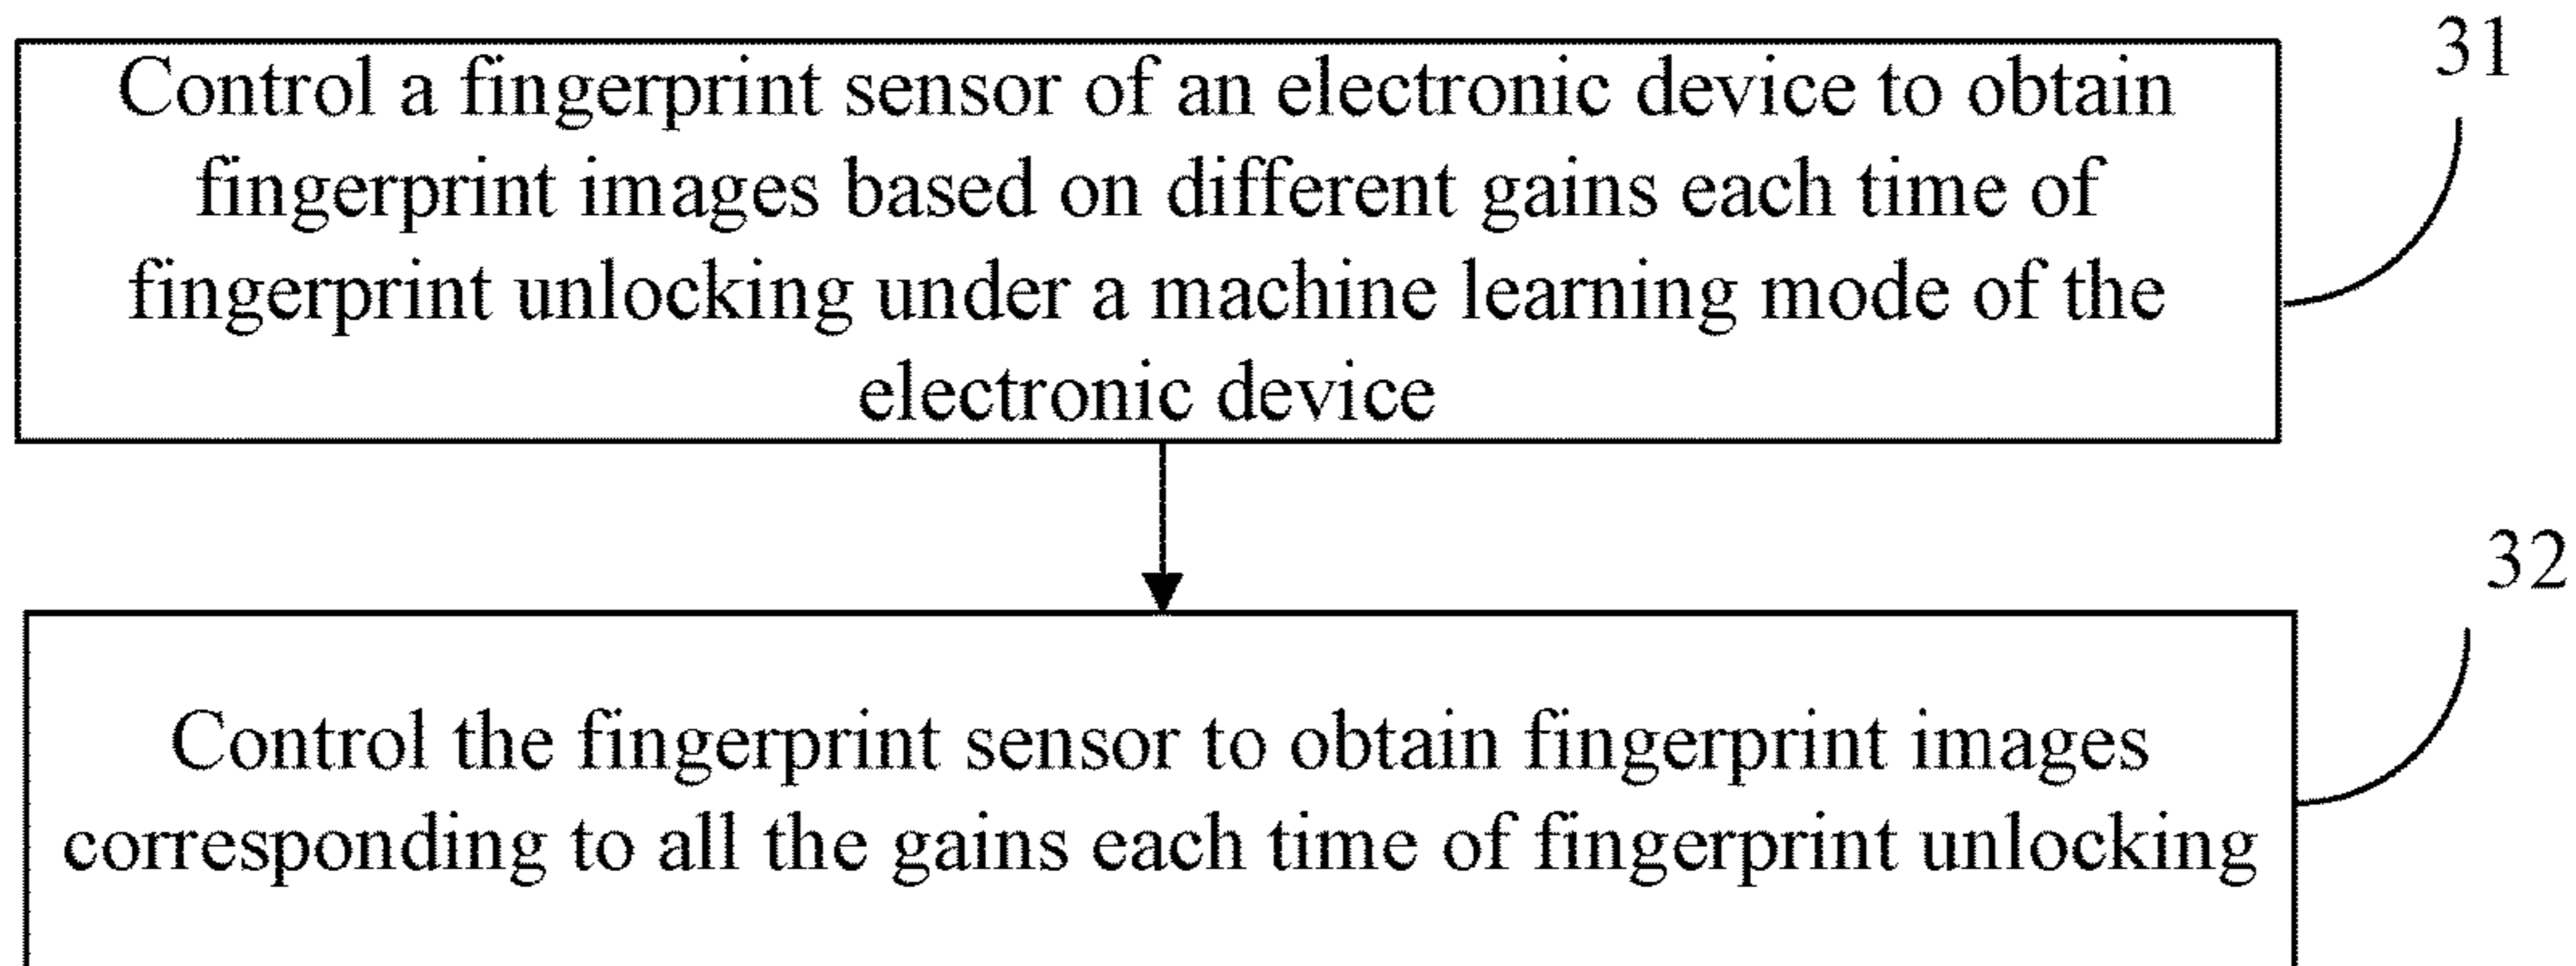 31
Control a fingerprint sensor of an electronic device to obtain
fingerprint images based on different gains each time of
fingerprint unlocking under a machine learning mode of the
electronic device
32
Control the fingerprint sensor to obtain fingerprint images
corresponding to all the gains each time of fingerprint unlocking